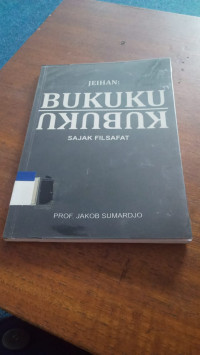 JEIHAN:
BUKUKU
KUBUKU
SAJAK FILSAFAT
PROF. JAKOB SUMARDJO